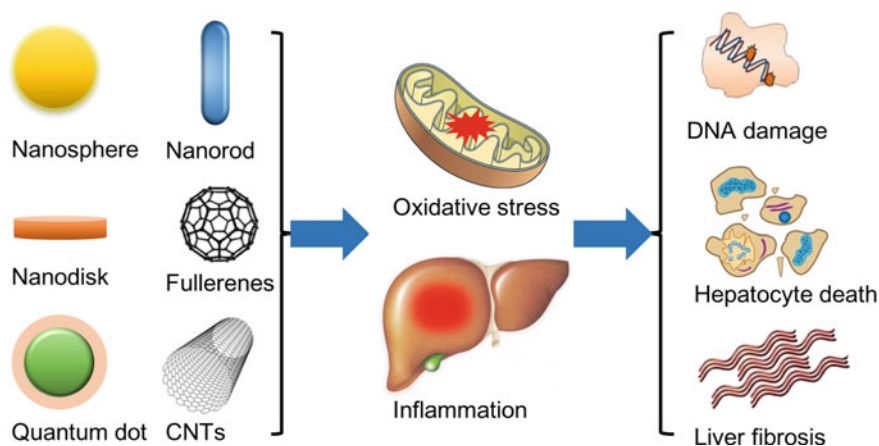 Nanosphere
Nanorod
Nanodisk
Fullerenes
Quantum dot
CNTs
Oxidative stress
Inflammation
DNA damage
Hepatocyte death
Liver fibrosis